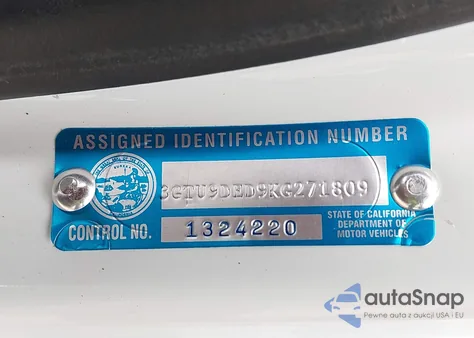 ASSIGNED IDENTIFICATION NUMBER
3GTU9DED9KG271809
CONTROL NO. 1324220
STATE OF CALIFORNIA
DEPARTMENT OF
MOTOR VEHICLES
autoSnap
Pewne auta z aukcji USA i EU